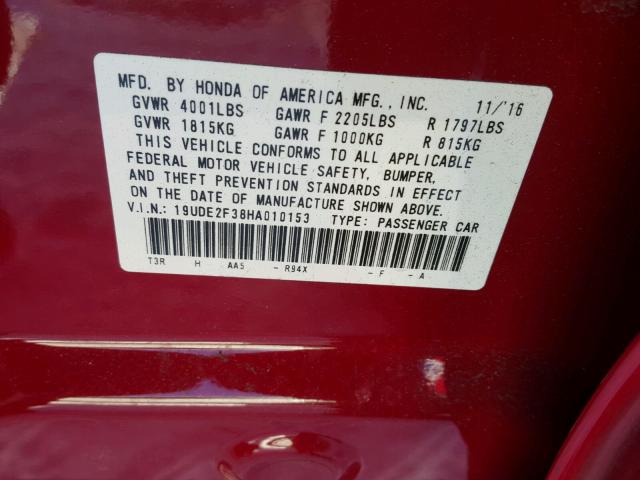 MFD. BY HONDA OF AMERICA MFG., INC. 11/'16
GVWR 4001LBS GAWR F 2205LBS R 1797LBS
GVWR 1815KG GAWR F 1000KG R 815KG
THIS VEHICLE CONFORMS TO ALL APPLICABLE
FEDERAL MOTOR VEHICLE SAFETY, BUMPER,
AND THEFT PREVENTION STANDARDS IN EFFECT
ON THE DATE OF MANUFACTURE SHOWN ABOVE.
V.I.N.: 19UDE2F38HA010153 TYPE: PASSENGER CAR
T3R H AA5 - R94X - F - A